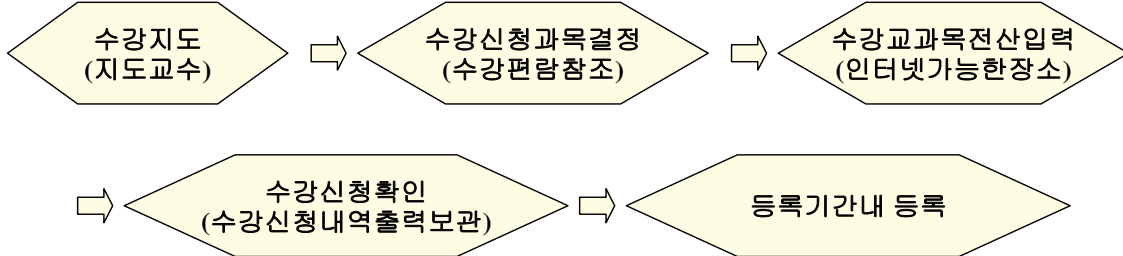 수강지도
(지도교수)
수강신청과목결정
(수강편람참조)
수강교과목전산입력
(인터넷가능한장소)
수강신청확인
(수강신청내역출력보관)
등록기간내 등록